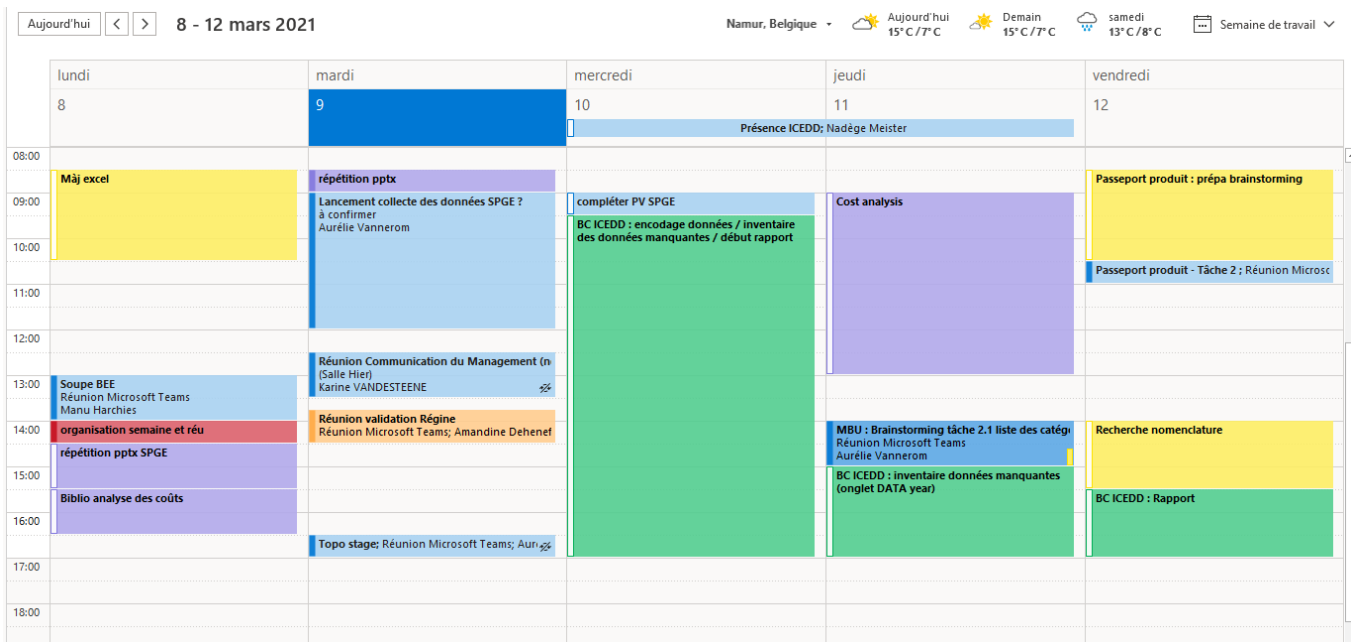 Aujourd'hui
8 - 12 mars 2021
Namur, Belgique
Aujourd'hui
15°C/7°C
Demain
15°C/7°C
samedi
13°C/8°C
Semaine de travail
lundi
mardi
mercredi
jeudi
vendredi
8
9
10
11
12
Présence ICEDD; Nadège Meister
08:00
09:00
10:00
11:00
12:00
13:00
14:00
15:00
16:00
17:00
18:00
Màj excel
Soupe BEE
Réunion Microsoft Teams
Manu Harchies
organisation semaine et réu
répétition pptx SPGE
Biblio analyse des coûts
répétition pptx
Lancement collecte des données SPGE ?
à confirmer
Aurélie Vannerom
Réunion Communication du Management (n
(Salle Hier)
Karine VANDESTEENE
Réunion validation Régine
Réunion Microsoft Teams; Amandine Dehenef
Topo stage; Réunion Microsoft Teams; Aur
compléter PV SPGE
BC ICEDD : encodage données / inventaire
des données manquantes / début rapport
Cost analysis
MBU : Brainstorming tâche 2.1 liste des catég
Réunion Microsoft Teams
Aurélie Vannerom
BC ICEDD : inventaire données manquantes
(onglet DATA year)
Passeport produit : prépa brainstorming
Passeport produit - Tâche 2 ; Réunion Microsc
Recherche nomenclature
BC ICEDD : Rapport